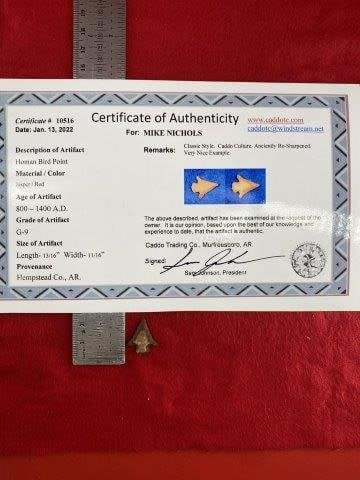 Certificate # 10516
Date: Jan. 13, 2022
Certificate of Authenticity
For: MIKE NICHOLS
www.caddotc.com
caddotc@windstream.net
Description of Artifact
Homan Bird Point
Material / Color
Jasper / Red
Age of Artifact
800 – 1400 A.D.
Grade of Artifact
G-9
Size of Artifact
Length- 13/16" Width- 11/16"
Provenance
Hempstead Co., AR.
Remarks: Classic Style. Caddo Culture. Anciently Re-Sharpened.
Very Nice Example.
The above described, artifact has been examined at the request of the
owner. It is our opinion, based upon the best of our knowledge and
experience to date, that the artifact is authentic.
Caddo Trading Co., Murfreesboro, AR.
Signed:
Sam Johnson, President